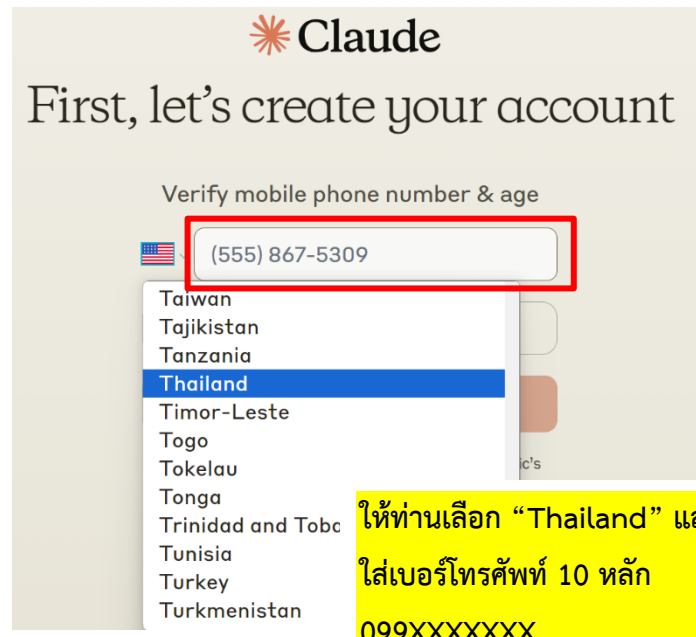 Claude
First, let's create your account
Verify mobile phone number & age
(555) 867-5309
Taiwan
Tajikistan
Tanzania
Thailand
Timor-Leste
Togo
Tokelau
ic's
Tonga
Trinidad and Toba
Tunisia
Turkey
Turkmenistan
ให้ท่านเลือก “Thailand”
ใส่เบอร์โทรศัพท์ 10 หลัก
099XXXXXXX